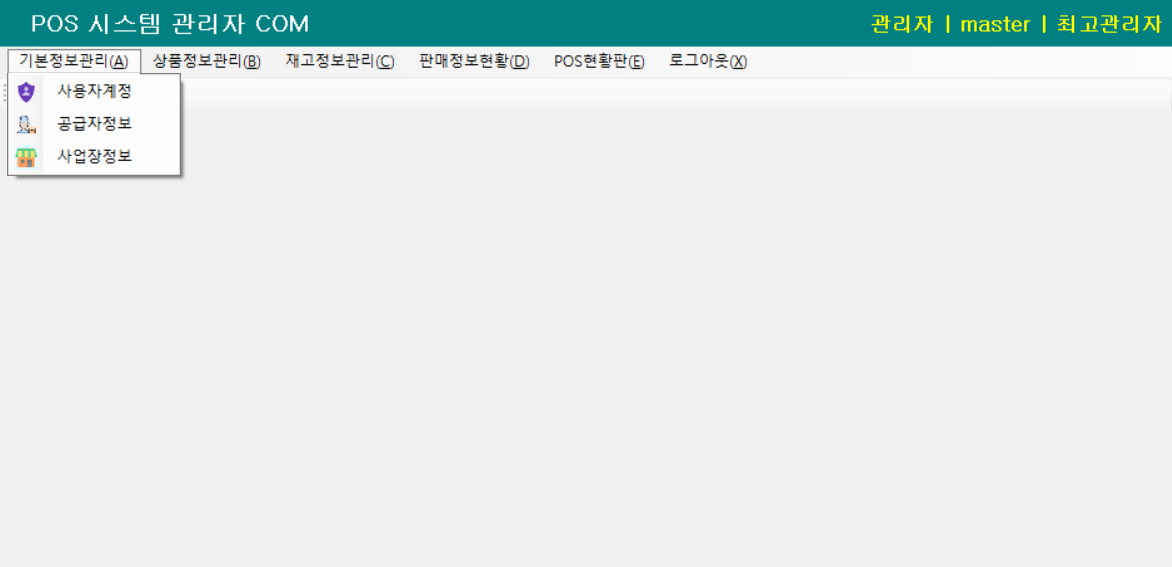 POS 시스템 관리자 COM
관리자 | master | 최고관리자
기본정보관리(A) 상품정보관리(B) 재고정보관리(C) 판매정보현황(D) POS현황판(E) 로그아웃(X)
사용자계정
공급자정보
사업장정보